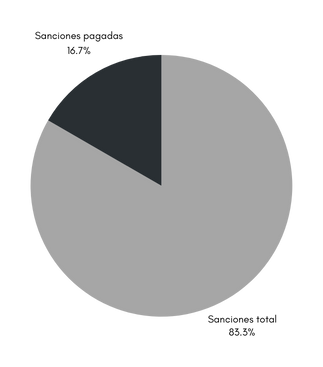 Sanciones pagadas
16.7%
Sanciones total
83.3%